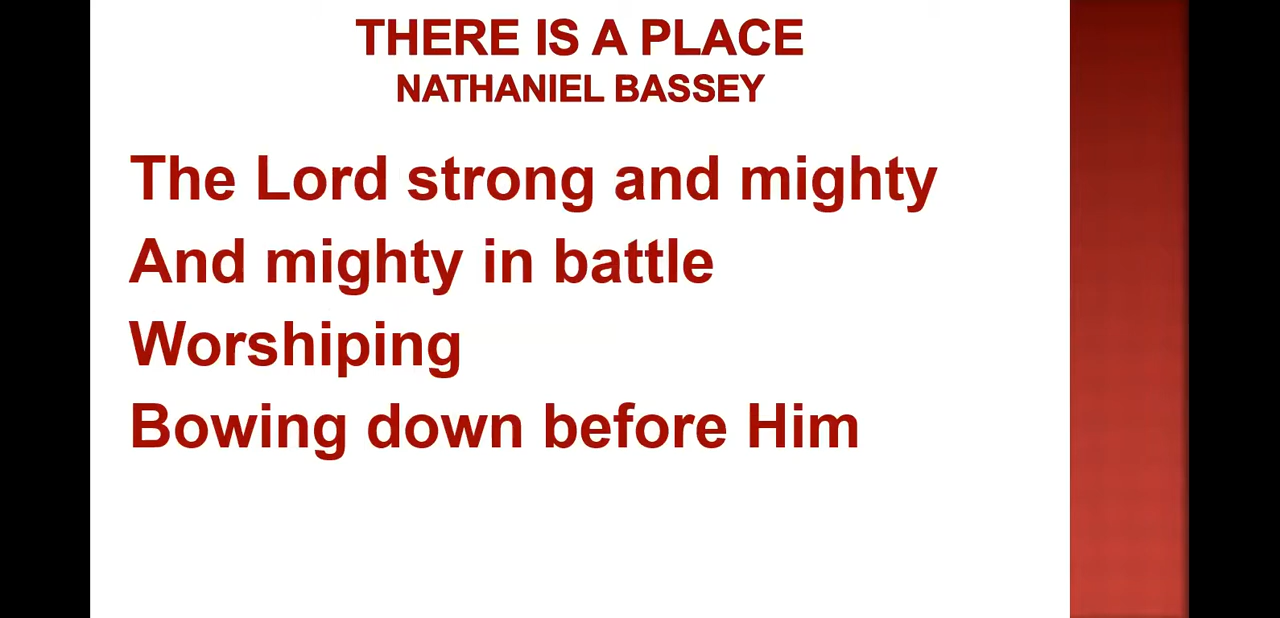 THERE IS A PLACE
NATHANIEL BASSEY
The Lord strong and mighty
And mighty in battle
Worshiping
Bowing down before Him